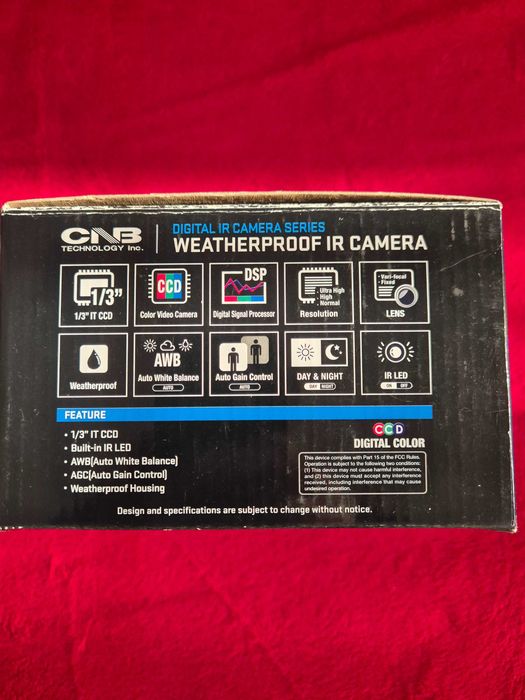 CNB
TECHNOLOGY Inc.
DIGITAL IR CAMERA SERIES
WEATHERPROOF IR CAMERA
1/3"
1/3" IT CCD
CCD
Color Video Camera
DSP
Digital Signal Processor
- Ultra High
- High
- Normal
Resolution
- Vari-focal
- Fixed
LENS
Weatherproof
AWB
Auto White Balance
AUTO
Auto Gain Control
AUTO
DAY & NIGHT
DAY NIGHT
IR LED
ON OFF
FEATURE
• 1/3" IT CCD
• Built-in IR LED
• AWB(Auto White Balance)
• AGC(Auto Gain Control)
• Weatherproof Housing
CCD
DIGITAL COLOR
This device complies with Part 15 of the FCC Rules.
Operation is subject to the following two conditions:
(1) This device may not cause harmful interference,
and (2) this device must accept any interference
received, including interference that may cause
undesired operation.
Design and specifications are subject to change without notice.